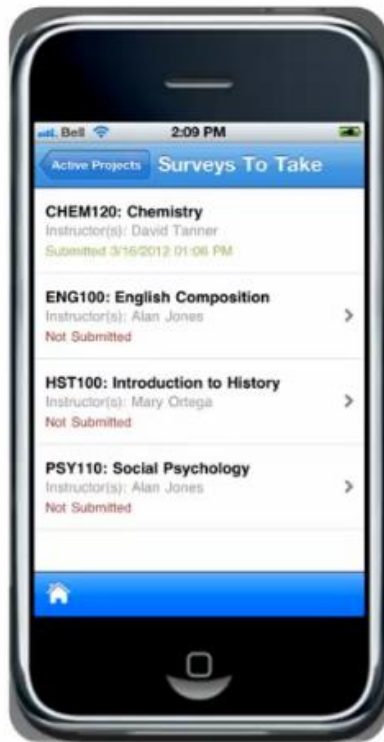 Bell 2:09 PM
Active Projects Surveys To Take
CHEM120: Chemistry
Instructor(s): David Tanner
Submitted 3/16/2012 01:06 PM
ENG100: English Composition
Instructor(s): Alan Jones
Not Submitted
HST100: Introduction to History
Instructor(s): Mary Ortega
Not Submitted
PSY110: Social Psychology
Instructor(s): Alan Jones
Not Submitted